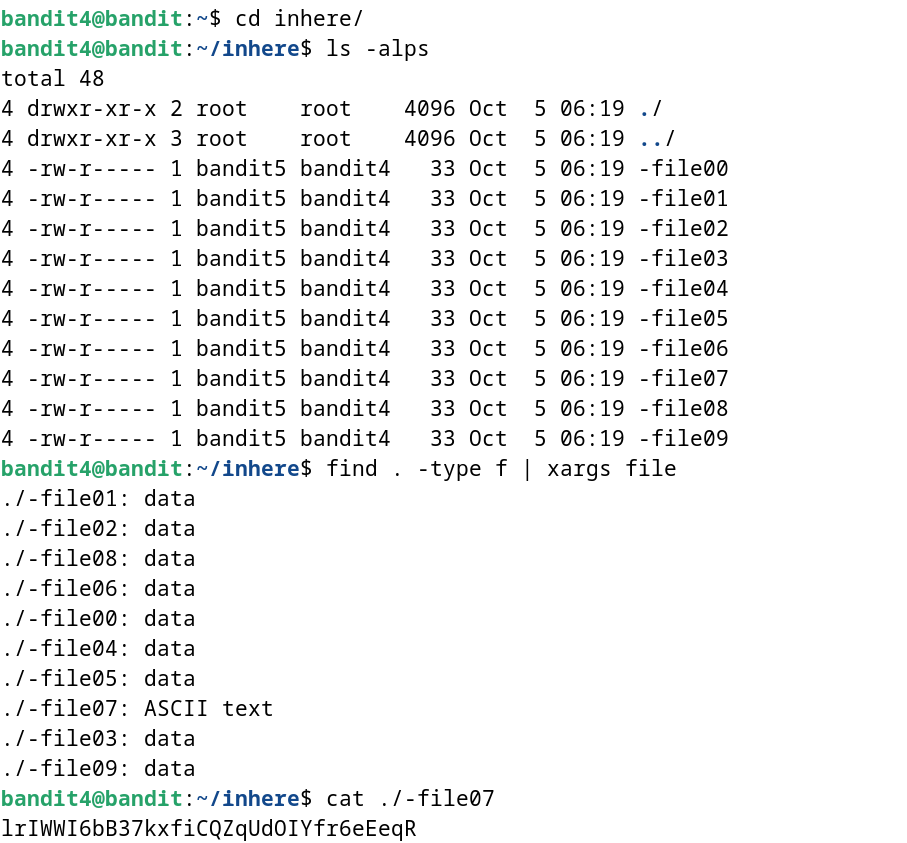 bandit4@bandit:~$ cd inhere/
bandit4@bandit:~/inhere$ ls -alps
total 48
4 drwxr-xr-x 2 root    root    4096 Oct  5 06:19 ./
4 drwxr-xr-x 3 root    root    4096 Oct  5 06:19 ../
4 -rw-r----- 1 bandit5 bandit4   33 Oct  5 06:19 -file00
4 -rw-r----- 1 bandit5 bandit4   33 Oct  5 06:19 -file01
4 -rw-r----- 1 bandit5 bandit4   33 Oct  5 06:19 -file02
4 -rw-r----- 1 bandit5 bandit4   33 Oct  5 06:19 -file03
4 -rw-r----- 1 bandit5 bandit4   33 Oct  5 06:19 -file04
4 -rw-r----- 1 bandit5 bandit4   33 Oct  5 06:19 -file05
4 -rw-r----- 1 bandit5 bandit4   33 Oct  5 06:19 -file06
4 -rw-r----- 1 bandit5 bandit4   33 Oct  5 06:19 -file07
4 -rw-r----- 1 bandit5 bandit4   33 Oct  5 06:19 -file08
4 -rw-r----- 1 bandit5 bandit4   33 Oct  5 06:19 -file09
bandit4@bandit:~/inhere$ find . -type f | xargs file
./-file01: data
./-file02: data
./-file08: data
./-file06: data
./-file00: data
./-file04: data
./-file05: data
./-file07: ASCII text
./-file03: data
./-file09: data
bandit4@bandit:~/inhere$ cat ./-file07
lrIWWI6bB37kxfiCQZqUdOIYfr6eEeqR